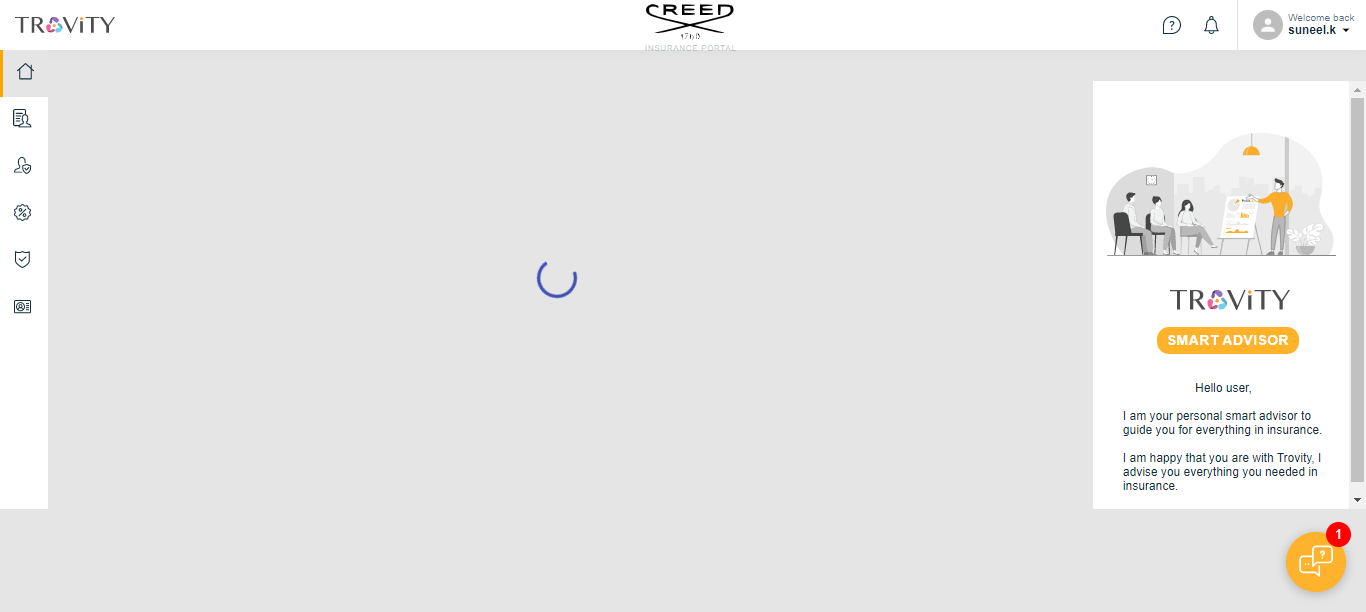 TROViTY
CREED
1760
INSURANCE PORTAL
Welcome back
suneel.k
TROViTY
SMART ADVISOR
Hello user,
I am your personal smart advisor to
guide you for everything in insurance.
I am happy that you are with Trovity, I
advise you everything you needed in
insurance.
1